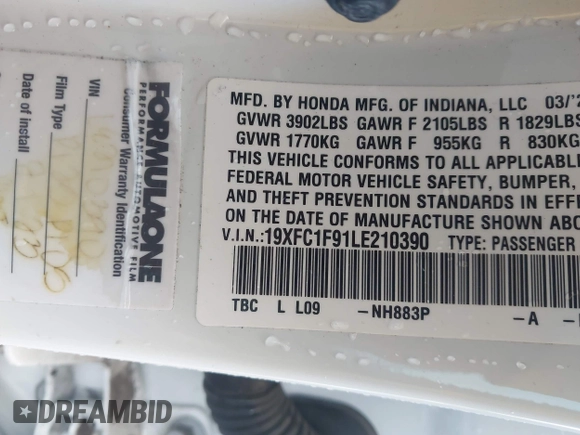 FORMULAONE
PERFORMANCE AUTOMOTIVE FILM
Consumer Warranty Identification
VIN
Film Type
Date of install
MFD. BY HONDA MFG. OF INDIANA, LLC 03/
GVWR 3902LBS GAWR F 2105LBS R 1829LBS
GVWR 1770KG GAWR F 955KG R 830KG
THIS VEHICLE CONFORMS TO ALL APPLICABLE
FEDERAL MOTOR VEHICLE SAFETY, BUMPER,
AND THEFT PREVENTION STANDARDS IN EFFE
ON THE DATE OF MANUFACTURE SHOWN ABO
V.I.N.:19XFC1F91LE210390 TYPE: PASSENGER
TBC L L09 -NH883P -A -
DREAMBID